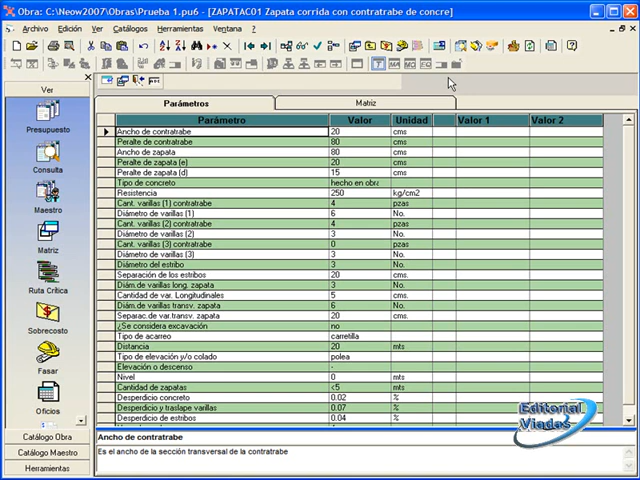 Obra: C:\Neow2007\Obras\Prueba 1.pu6 - [ZAPATAC01 Zapata corrida con contratrabe de concre]
Archivo Edición Ver Catálogos Herramientas Ventana ?
Ver
Presupuesto
Consulta
Maestro
Matriz
Ruta Crítica
Sobrecosto
Fasar
Oficios
Catálogo Obra
Catálogo Maestro
Herramientas
Parámetros Matriz
Parámetro Valor Unidad Valor 1 Valor 2
Ancho de contratrabe 20 cms
Peralte de contratrabe 80 cms
Ancho de zapata 80 cms
Peralte de zapata (e) 20 cms
Peralte de zapata (d) 15 cms
Tipo de concreto hecho en obra
Resistencia 250 kg/cm2
Cant. varillas (1) contratrabe 4 pzas
Diámetro de varillas (1) 6 No.
Cant. varillas (2) contratrabe 4 pzas
Diámetro de varillas (2) 3 No.
Cant. varillas (3) contratrabe 0 pzas
Diámetro de varillas (3) 3 No.
Diámetro del estribo 3 No.
Separación de los estribos 20 cms.
Diám.de varillas long. zapata 3 No.
Cantidad de var. Longitudinales 5 cms.
Diám.de varillas transv. zapata 6 No.
Separac.de var.transv. zapata 20 cms.
¿Se considera excavación no
Tipo de acarreo carretilla
Distancia 20 mts
Tipo de elevación y/o colado polea
Elevación o descenso -
Nivel 0 mts
Cantidad de zapatas <5 mts
Desperdicio concreto 0.02 %
Desperdicio y traslape varillas 0.07 %
Desperdicio de estribos 0.04 %
Editorial
Viadas
Ancho de contratrabe
Es el ancho de la sección transversal de la contratrabe